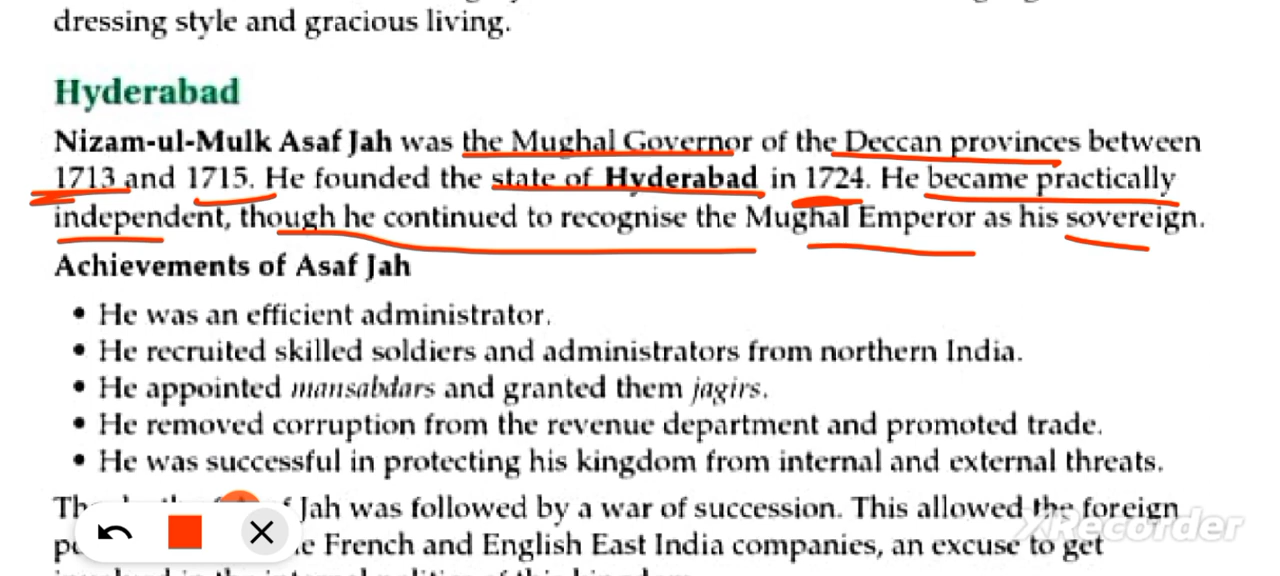 dressing style and gracious living.
Hyderabad
Nizam-ul-Mulk Asaf Jah was the Mughal Governor of the Deccan provinces between
1713 and 1715. He founded the state of Hyderabad in 1724. He became practically
independent, though he continued to recognise the Mughal Emperor as his sovereign.
Achievements of Asaf Jah
• He was an efficient administrator.
• He recruited skilled soldiers and administrators from northern India.
• He appointed mansabdars and granted them jagirs.
• He removed corruption from the revenue department and promoted trade.
• He was successful in protecting his kingdom from internal and external threats.
Jah was followed by a war of succession. This allowed the foreign
French and English East India companies, an excuse to get
XRecorder